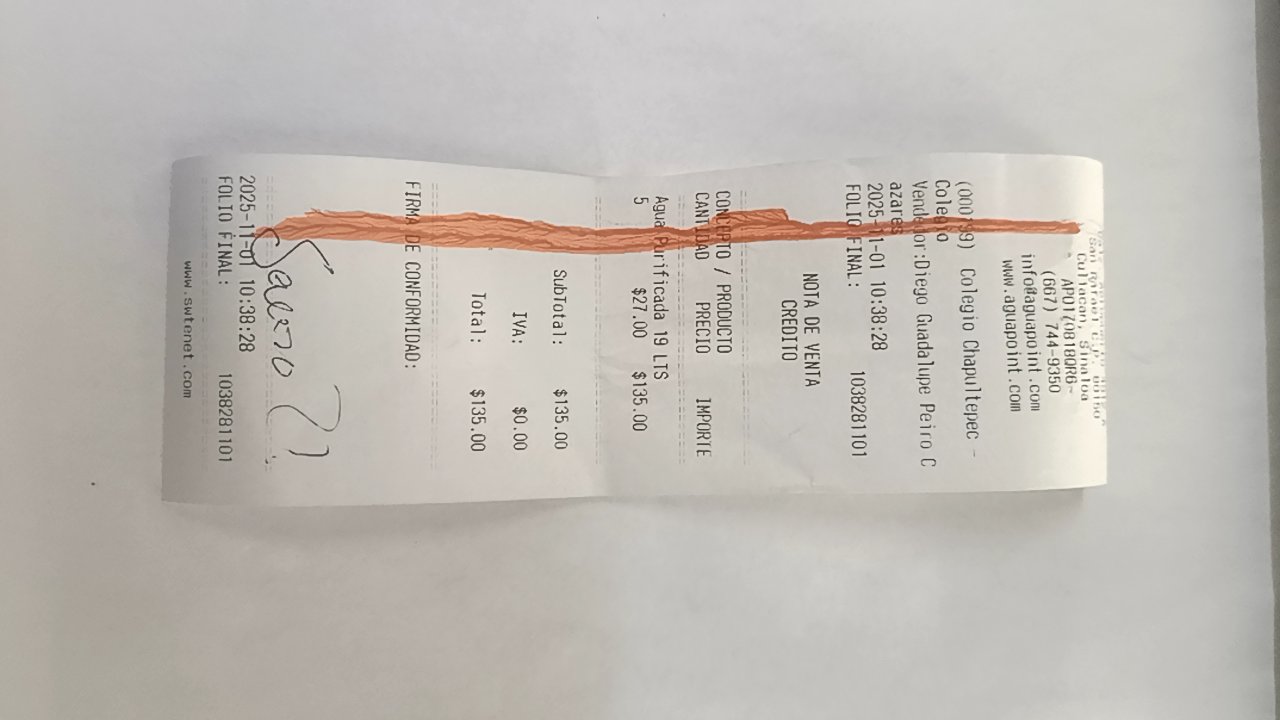 Culiacan, Sinaloa
(667) 744-9350
info@aguapoint.com
www.aguapoint.com
Colegio Chapultepec -
Colegio
Vendedor:Diego Guadalupe Peiro C
azares
2025-11-01 10:38:28
FOLIO FINAL: 1038281101
NOTA DE VENTA
CREDITO
CONCEPTO / PRODUCTO
CANTIDAD PRECIO IMPORTE
Agua Purificada 19 LTS
5 $27.00 $135.00
SubTotal: $135.00
IVA: $0.00
Total: $135.00
FIRMA DE CONFORMIDAD:
2025-11-01 10:38:28
FOLIO FINAL: 1038281101
www.swtenet.com